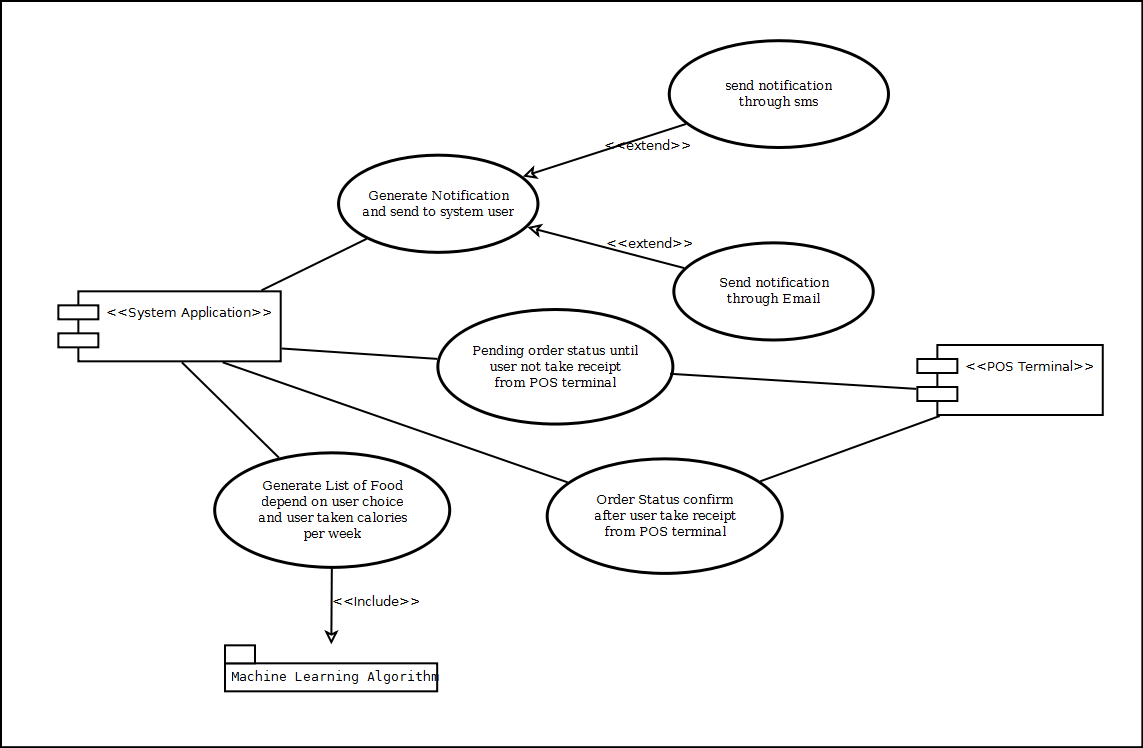 send notification
through sms
<<extend>>
Generate Notification
and send to system user
<<extend>>
Send notification
through Email
<<System Application>>
Pending order status until
user not take receipt
from POS terminal
<<POS Terminal>>
Generate List of Food
depend on user choice
and user taken calories
per week
Order Status confirm
after user take receipt
from POS terminal
<<Include>>
Machine Learning Algorithm